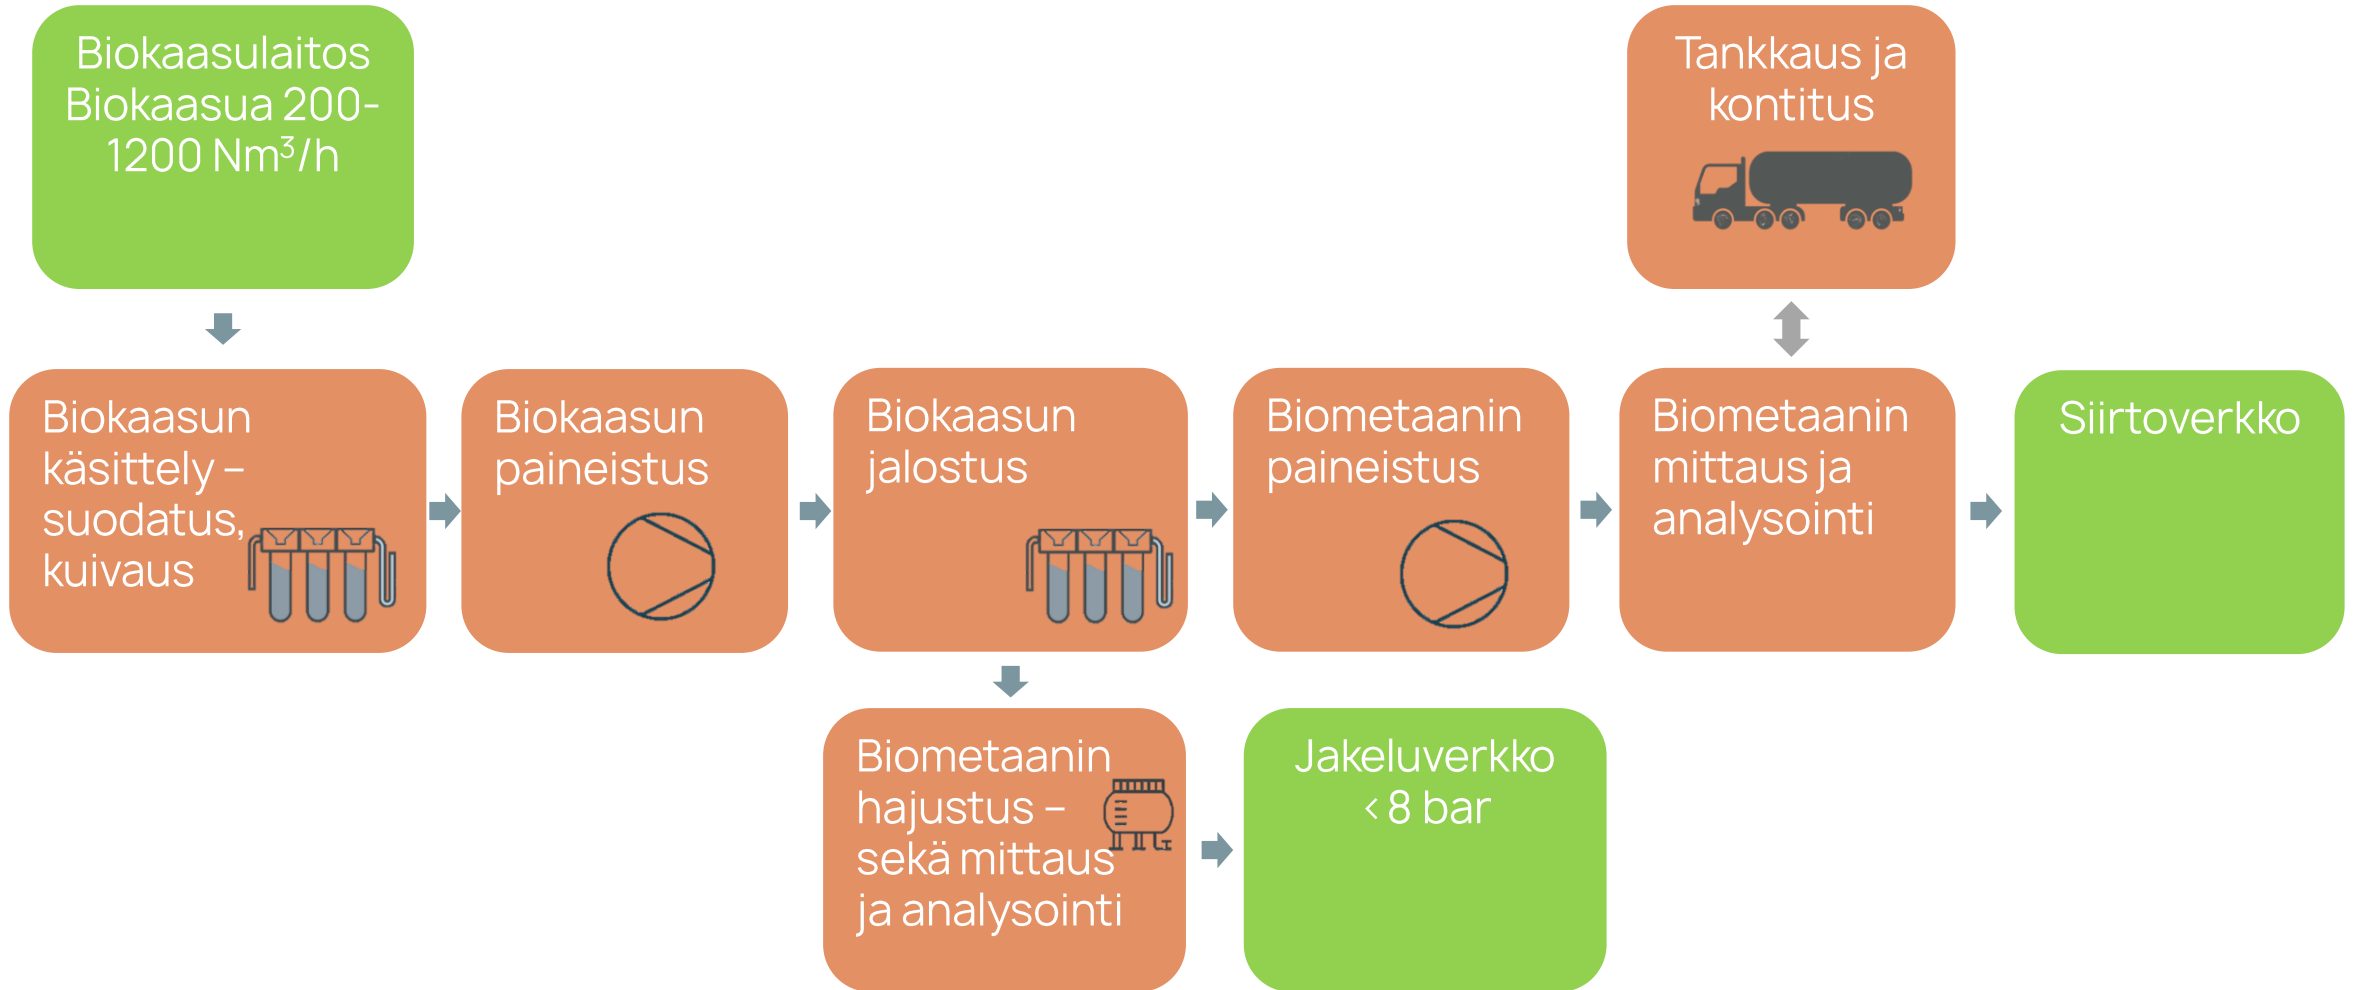 Biokaasulaitos
Biokaasua 200-
1200 Nm³/h
Tankkaus ja
kontitus
Biokaasun
käsittely –
suodatus,
kuivaus
Biokaasun
paineistus
Biokaasun
jalostus
Biometaanin
paineistus
Biometaanin
mittaus ja
analysointi
Siirtoverkko
Biometaanin
hajustus –
sekä mittaus
ja analysointi
Jakeluverkko
< 8 bar